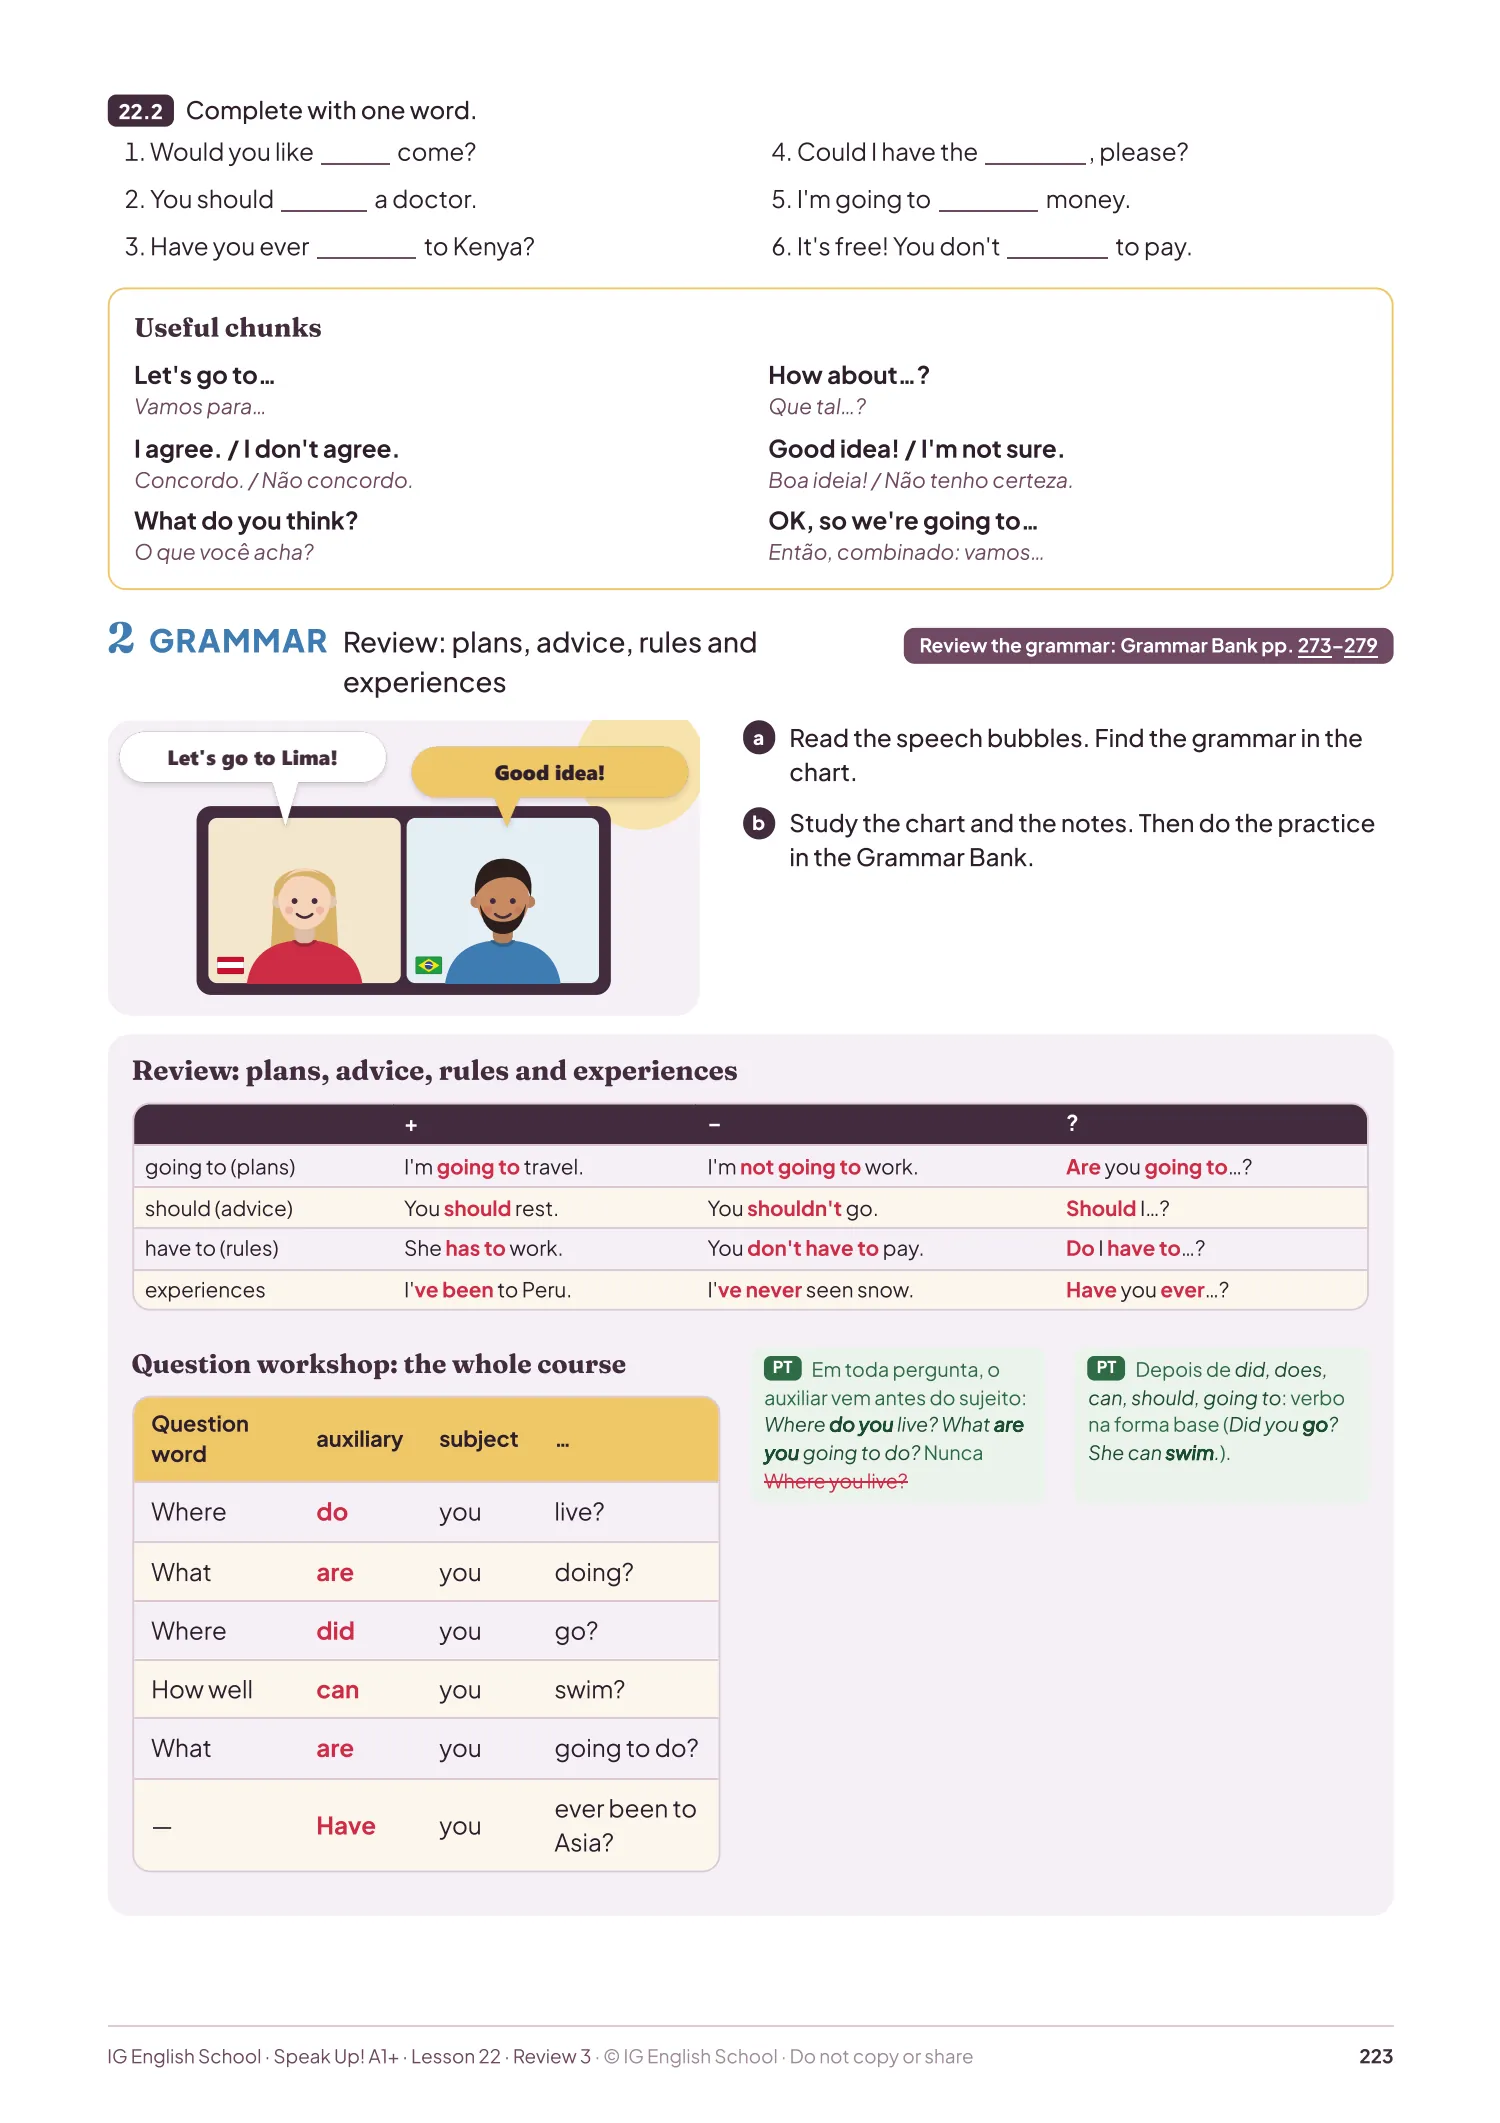 22.2 Complete with one word.
1. Would you like _____ come?
2. You should ______ a doctor.
3. Have you ever _______ to Kenya?
4. Could I have the _______, please?
5. I'm going to _______ money.
6. It's free! You don't _______ to pay.
Useful chunks
Let's go to…
Vamos para…
I agree. / I don't agree.
Concordo. / Não concordo.
What do you think?
O que você acha?
How about…?
Que tal…?
Good idea! / I'm not sure.
Boa ideia! / Não tenho certeza.
OK, so we're going to…
Então, combinado: vamos…
2 GRAMMAR Review: plans, advice, rules and
experiences
Review the grammar: Grammar Bank pp. 273–279
Let's go to Lima!
Good idea!
a Read the speech bubbles. Find the grammar in the
chart.
b Study the chart and the notes. Then do the practice
in the Grammar Bank.
Review: plans, advice, rules and experiences
+ – ?
going to (plans) I'm going to travel. I'm not going to work. Are you going to…?
should (advice) You should rest. You shouldn't go. Should I…?
have to (rules) She has to work. You don't have to pay. Do I have to…?
experiences I've been to Peru. I've never seen snow. Have you ever…?
Question workshop: the whole course
Question
word auxiliary subject …
Where do you live?
What are you doing?
Where did you go?
How well can you swim?
What are you going to do?
— Have you ever been to
Asia?
PT Em toda pergunta, o
auxiliar vem antes do sujeito:
Where do you live? What are
you going to do? Nunca
Where you live?
PT Depois de did, does,
can, should, going to: verbo
na forma base (Did you go?
She can swim.).
IG English School · Speak Up! A1+ · Lesson 22 · Review 3 · © IG English School · Do not copy or share
223